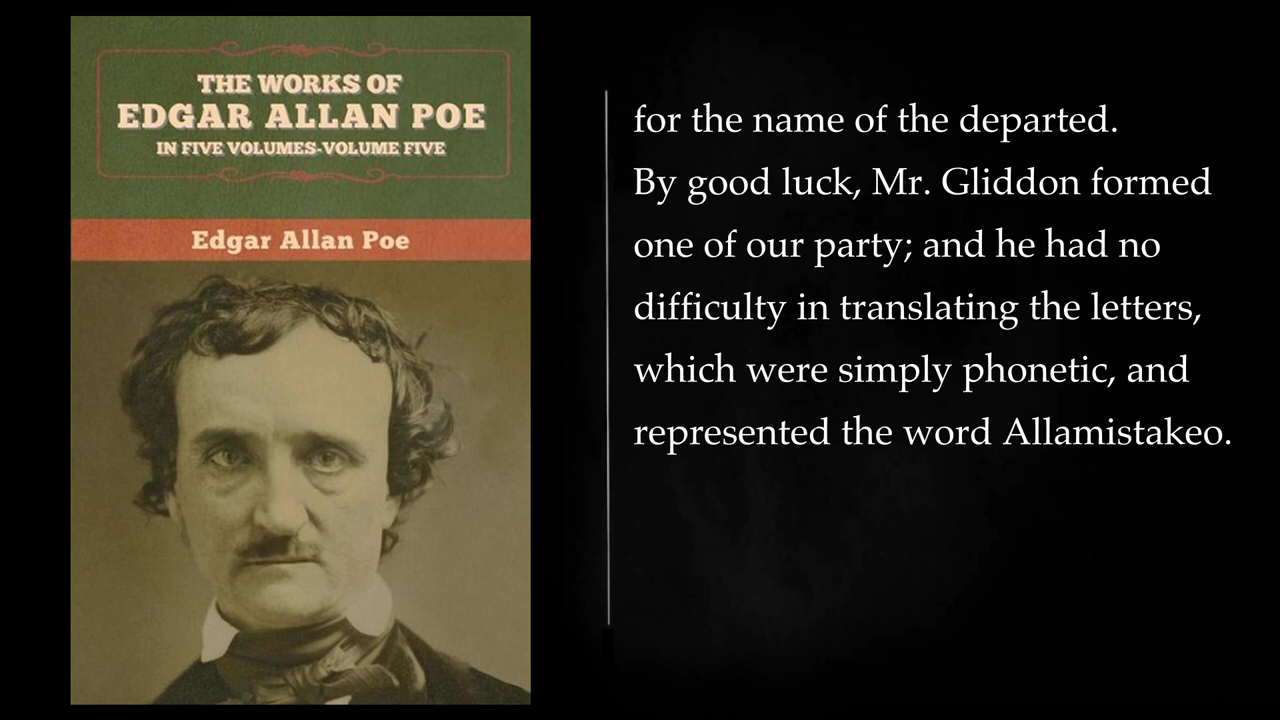 THE WORKS OF
EDGAR ALLAN POE
IN FIVE VOLUMES-VOLUME FIVE
Edgar Allan Poe
for the name of the departed.
By good luck, Mr. Gliddon formed
one of our party; and he had no
difficulty in translating the letters,
which were simply phonetic, and
represented the word Allamistakeo.